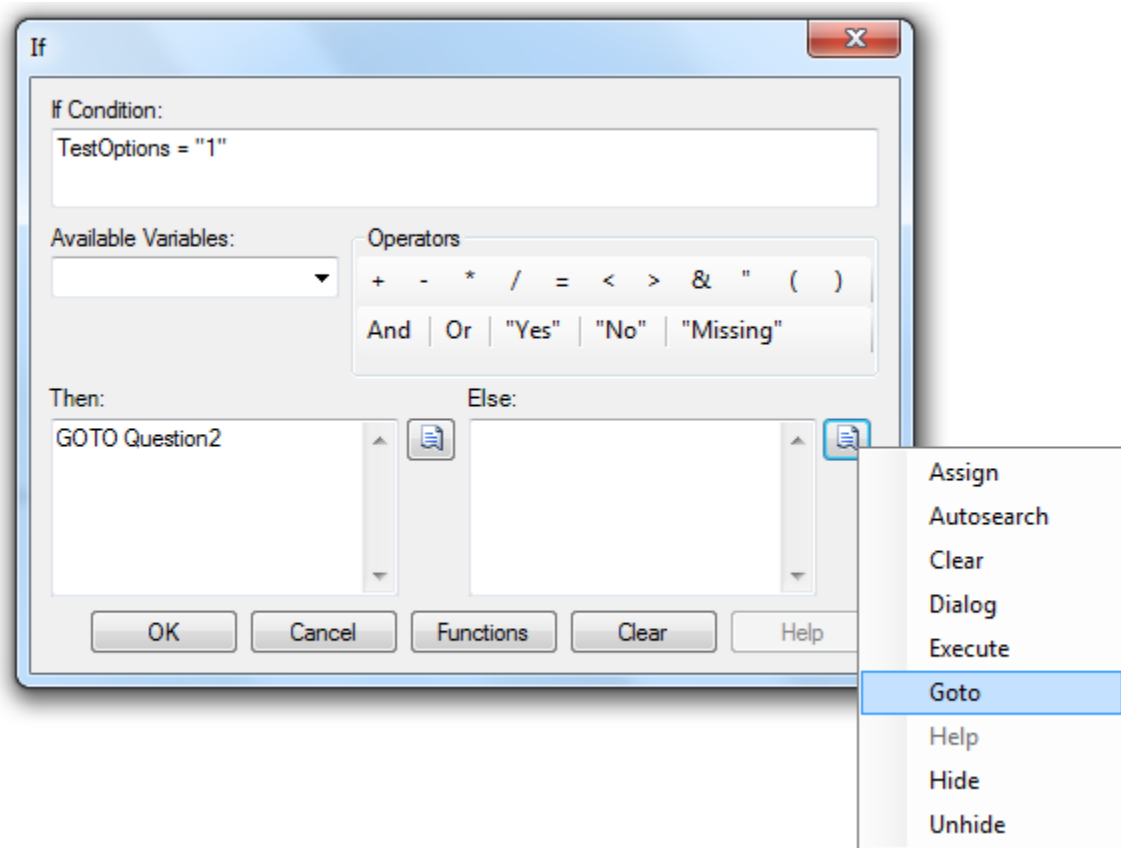 If
If Condition:
TestOptions = "1"
Available Variables:
Operators
+ - * / = < > & " ( )
And Or "Yes" "No" "Missing"
Then:
Else:
GOTO Question2
OK Cancel Functions Clear Help
Assign
Autosearch
Clear
Dialog
Execute
Goto
Help
Hide
Unhide